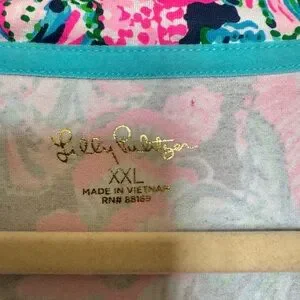 Lilly Pulitzer
XXL
MADE IN VIETNAM
RN# 88169